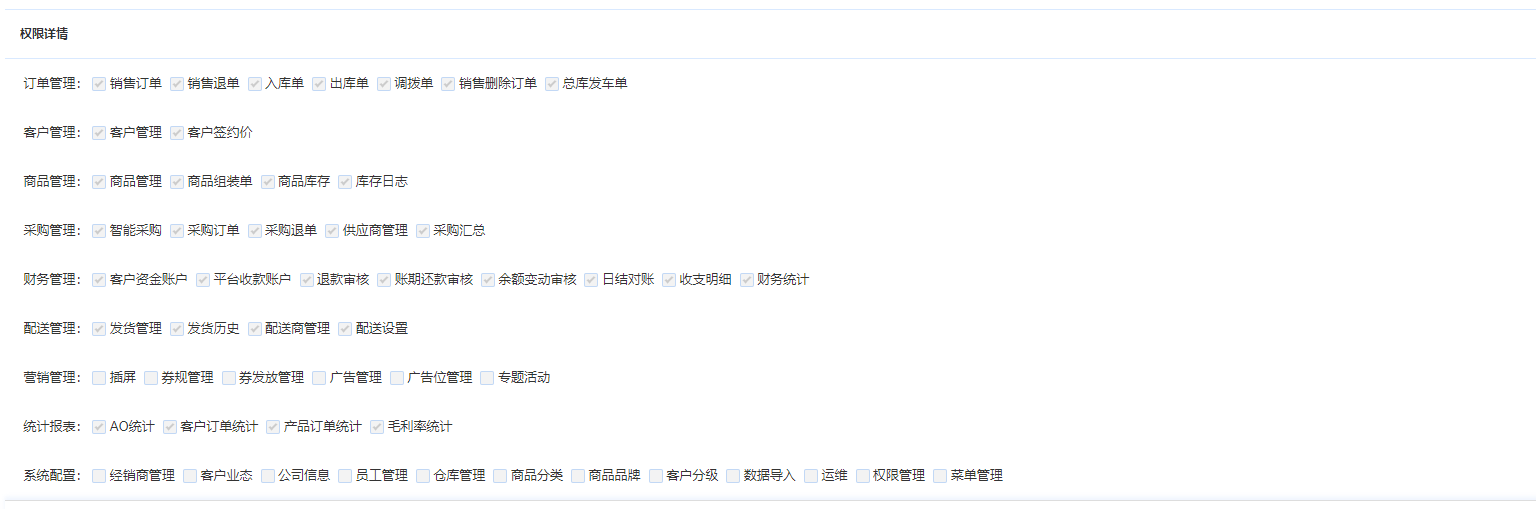 权限详情
订单管理： 销售订单 销售退单 入库单 出库单 调拨单 销售删除订单 总库发车单
客户管理： 客户管理 客户签约价
商品管理： 商品管理 商品组装单 商品库存 库存日志
采购管理： 智能采购 采购订单 采购退单 供应商管理 采购汇总
财务管理： 客户资金账户 平台收款账户 退款审核 账期还款审核 余额变动审核 日结对账 收支明细 财务统计
配送管理： 发货管理 发货历史 配送商管理 配送设置
营销管理： 插屏 券规管理 券发放管理 广告管理 广告位管理 专题活动
统计报表： AO统计 客户订单统计 产品订单统计 毛利率统计
系统配置： 经销商管理 客户业态 公司信息 员工管理 仓库管理 商品分类 商品品牌 客户分级 数据导入 运维 权限管理 菜单管理